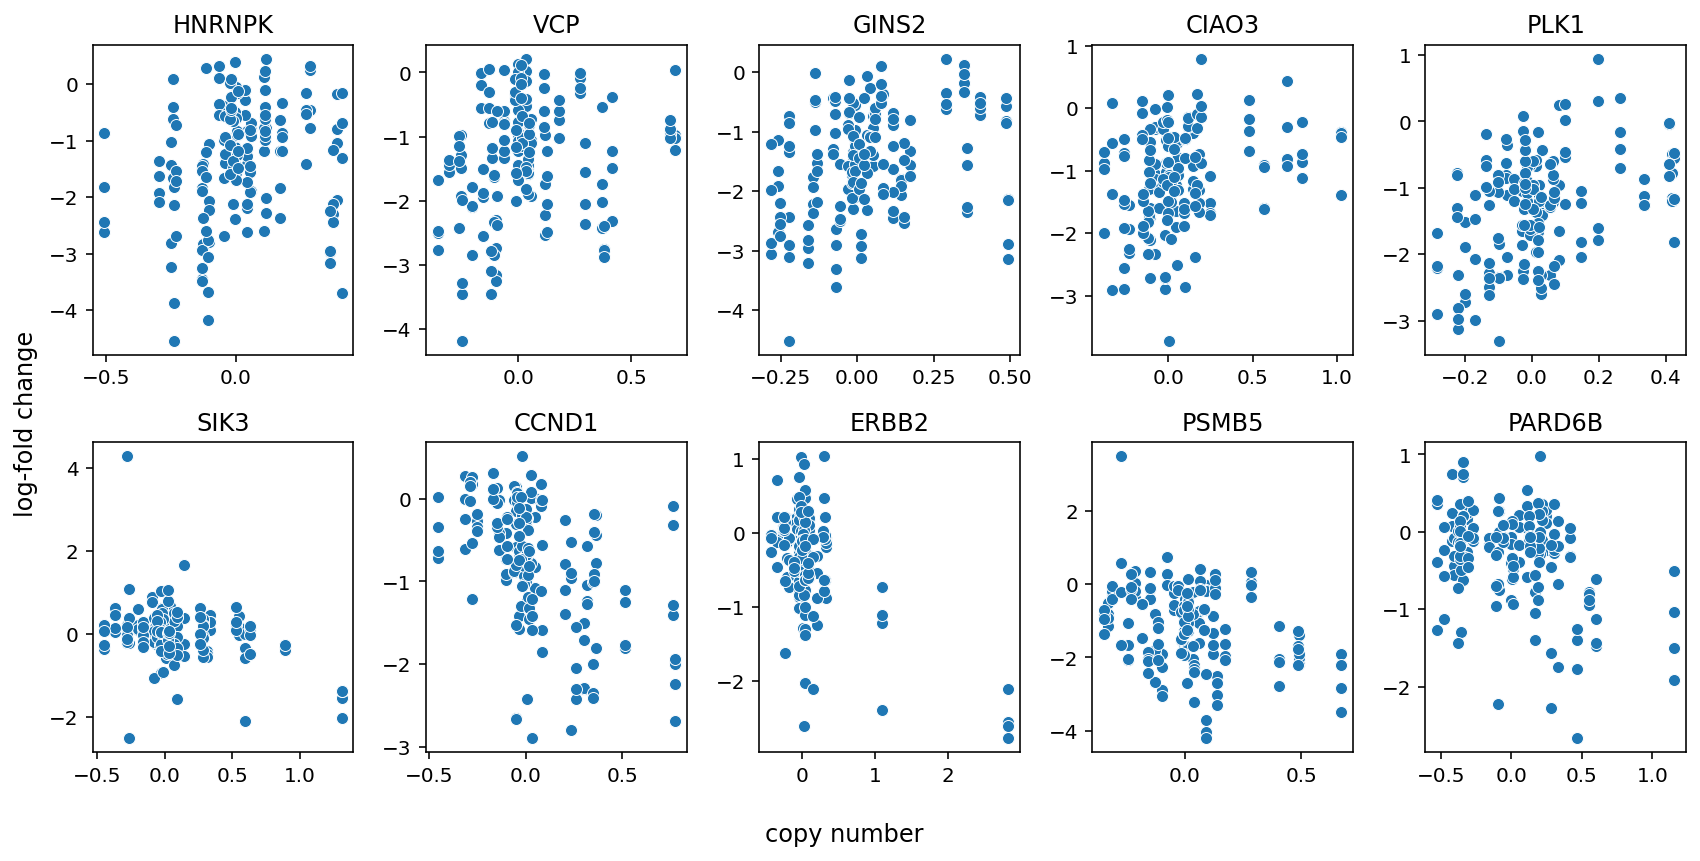 HNRNPK VCP GINS2 CIAO3 PLK1
0 −1 −2 −3 −4
0 −1 −2 −3 −4
0 −1 −2 −3 −4
1 0 −1 −2 −3
1 0 −1 −2 −3
−0.5 0.0
0.0 0.5
−0.25 0.00 0.25 0.50
0.0 0.5 1.0
−0.2 0.0 0.2 0.4
log-fold change
SIK3 CCND1 ERBB2 PSMB5 PARD6B
4 2 0 −2
0 −1 −2 −3
1 0 −1 −2
2 0 −2 −4
1 0 −1 −2
−0.5 0.0 0.5 1.0
−0.5 0.0 0.5
0 1 2
0.0 0.5
−0.5 0.0 0.5 1.0
copy number